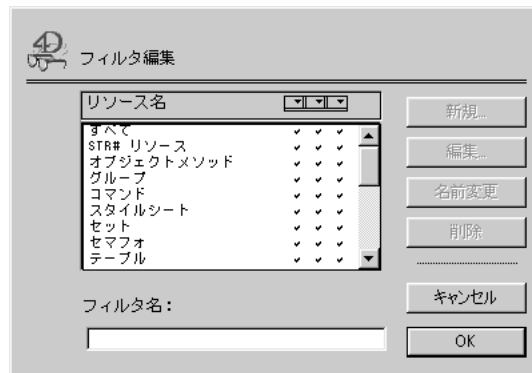 4D
フィルタ編集
リソース名
すべて
STR# リソース
オブジェクトメソッド
グループ
コマンド
スタイルシート
セット
セマフォ
テーブル
新規...
編集...
名前変更
削除
キャンセル
フィルタ名：
OK